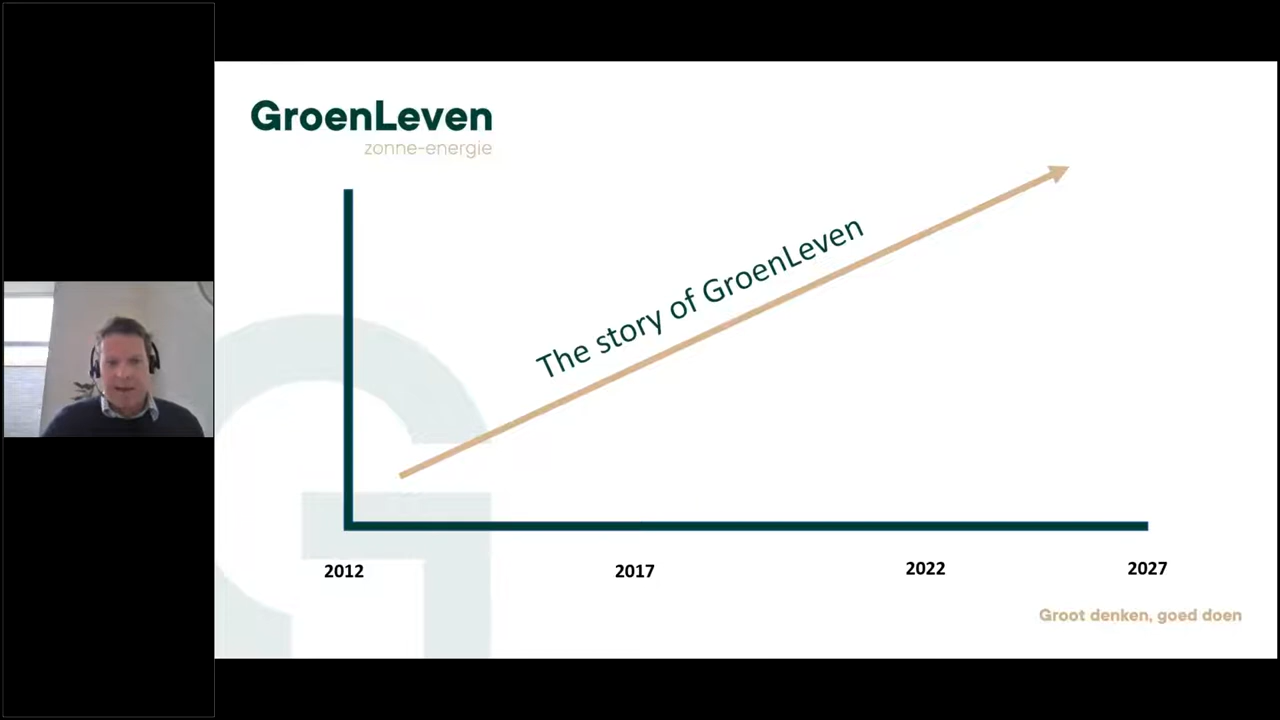 GroenLeven
zonne-energie
The story of GroenLeven
2012 2017 2022 2027
Groot denken, goed doen